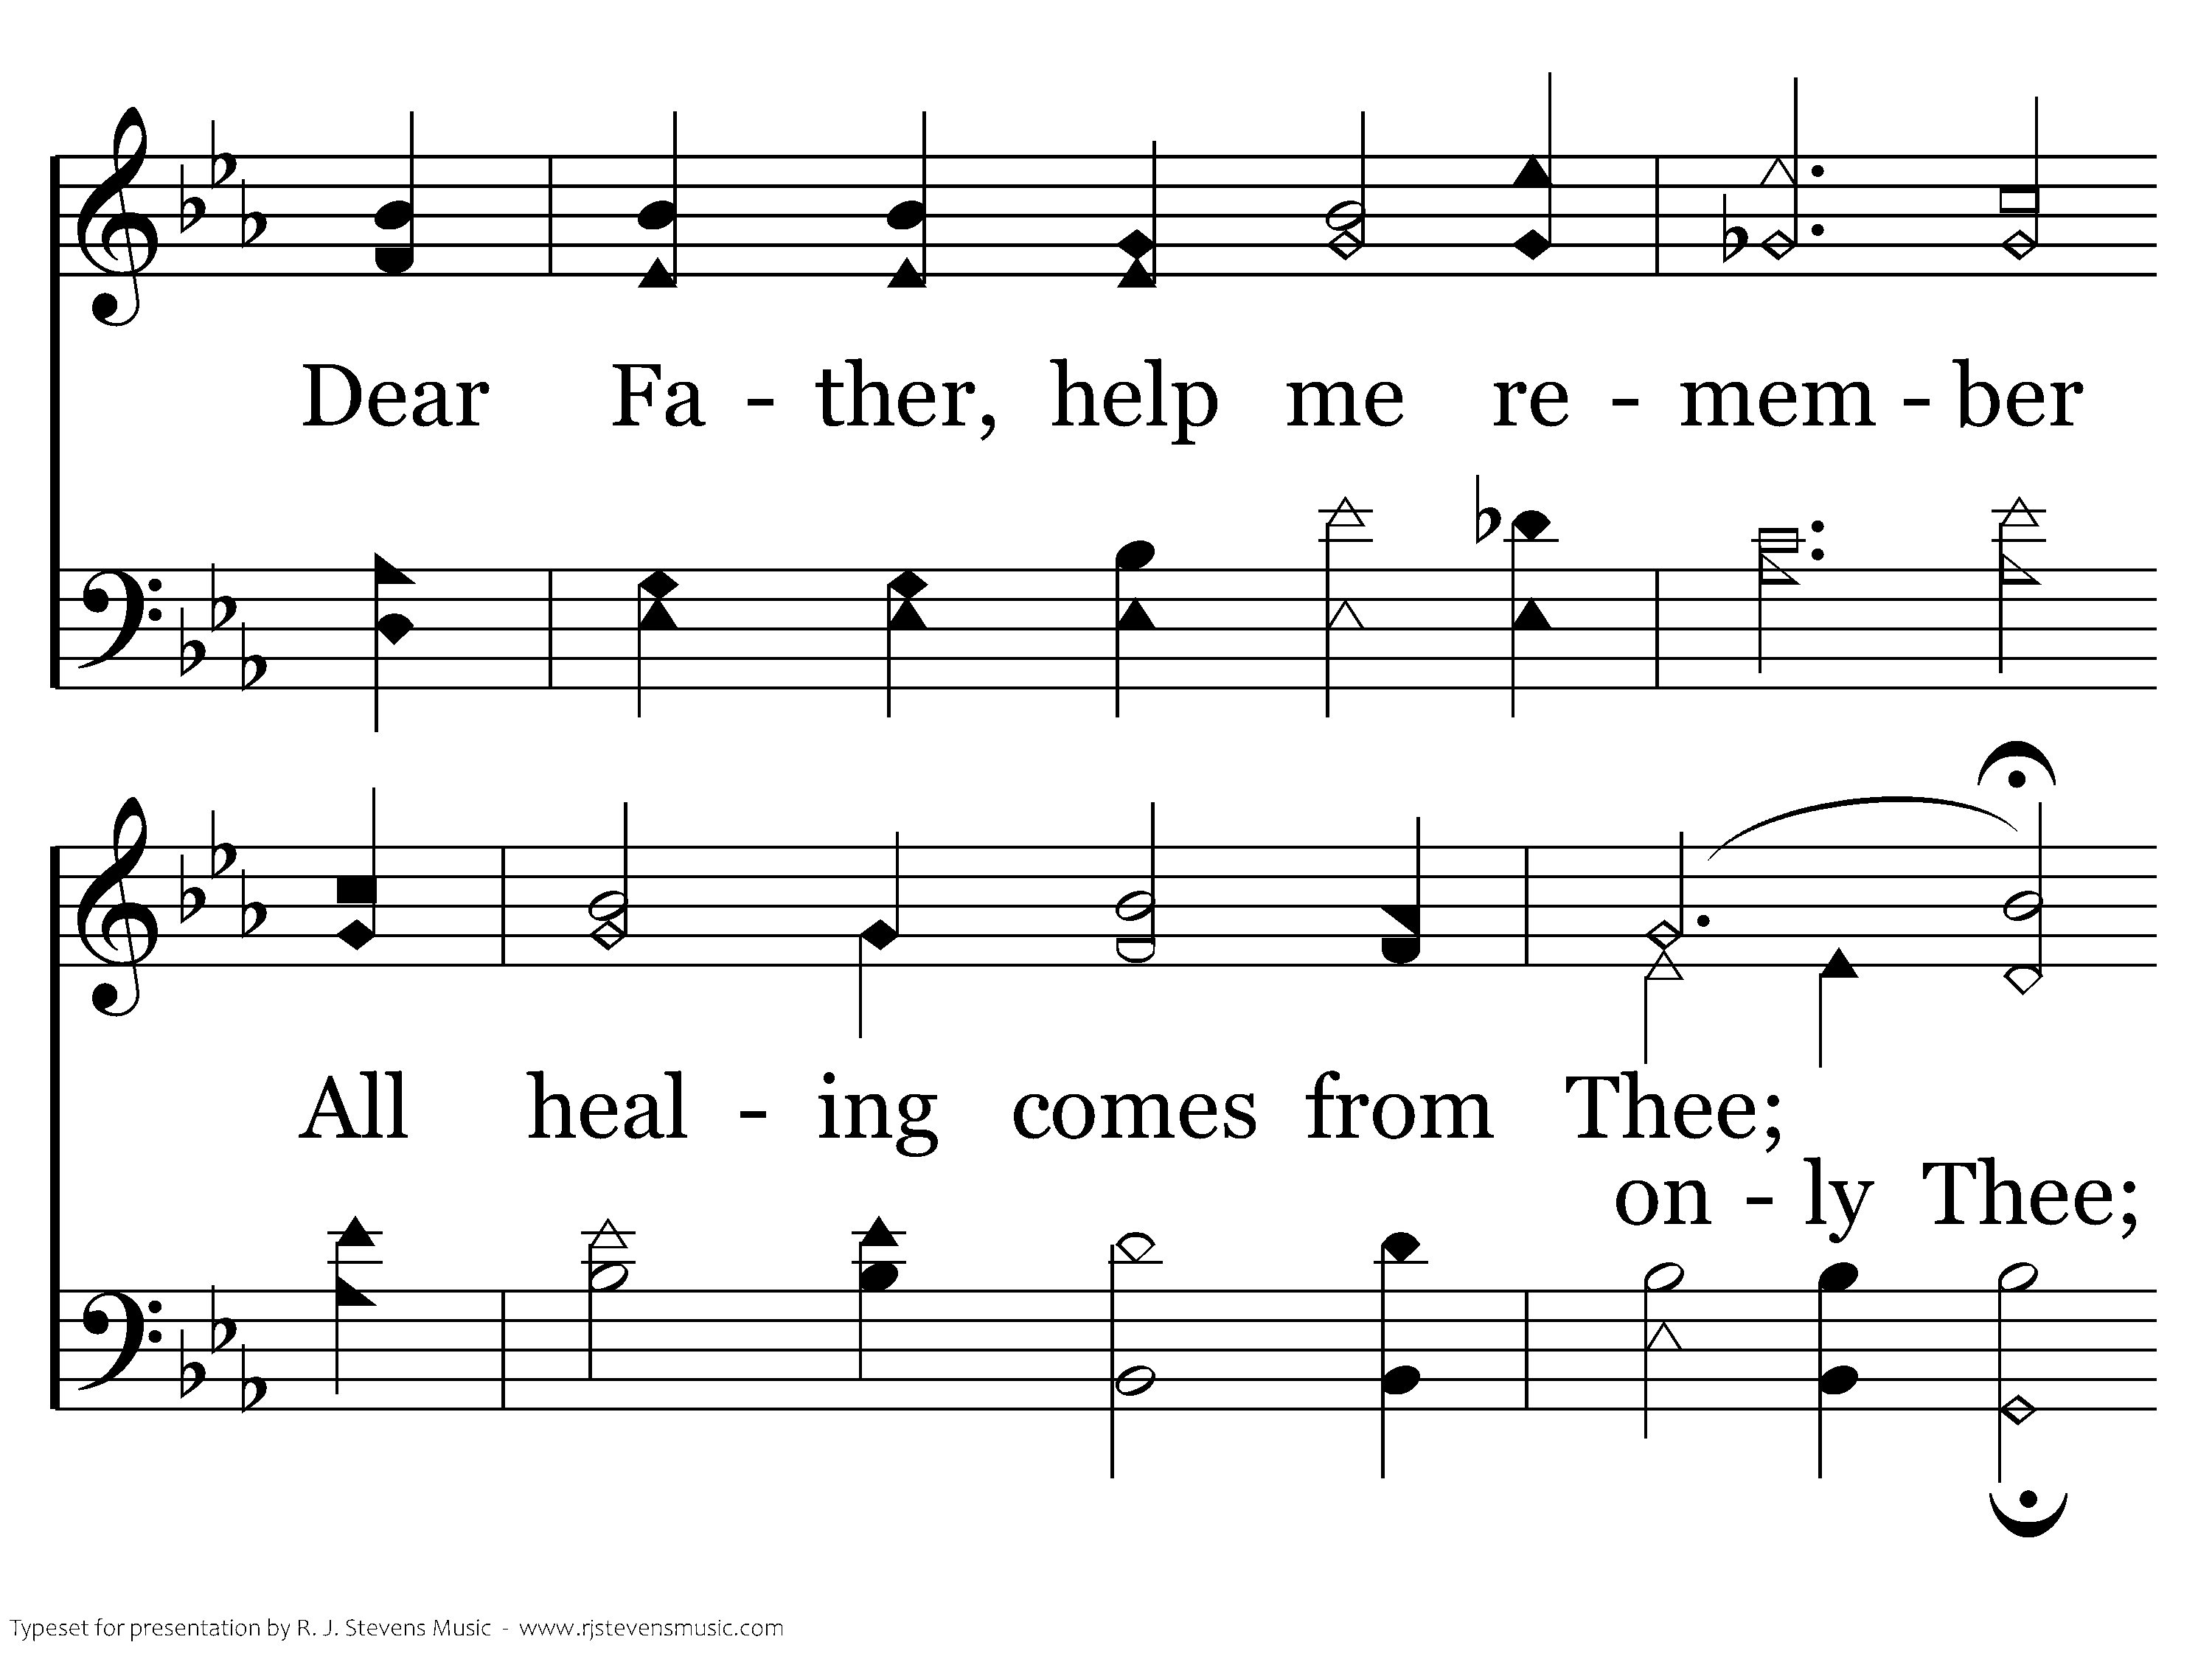 Dear Fa - ther, help me re - mem - ber
All heal - ing comes from Thee;
on - ly Thee;
Typeset for presentation by R. J. Stevens Music - www.rjstevensmusic.com